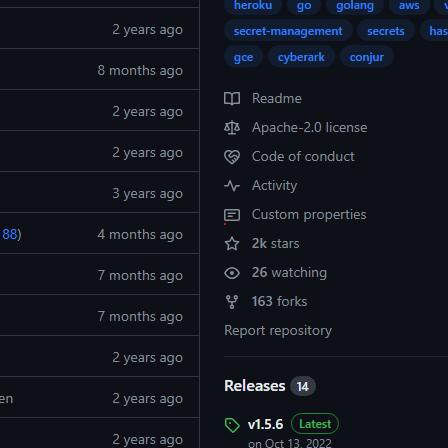 heroku go golang aws
secret-management secrets
gce cyberark conjur
2 years ago
8 months ago
2 years ago
2 years ago
3 years ago
88) 4 months ago
7 months ago
7 months ago
2 years ago
en 2 years ago
2 years ago
Readme
Apache-2.0 license
Code of conduct
Activity
Custom properties
2k stars
26 watching
163 forks
Report repository
Releases 14
v1.5.6 Latest
on Oct 13, 2022